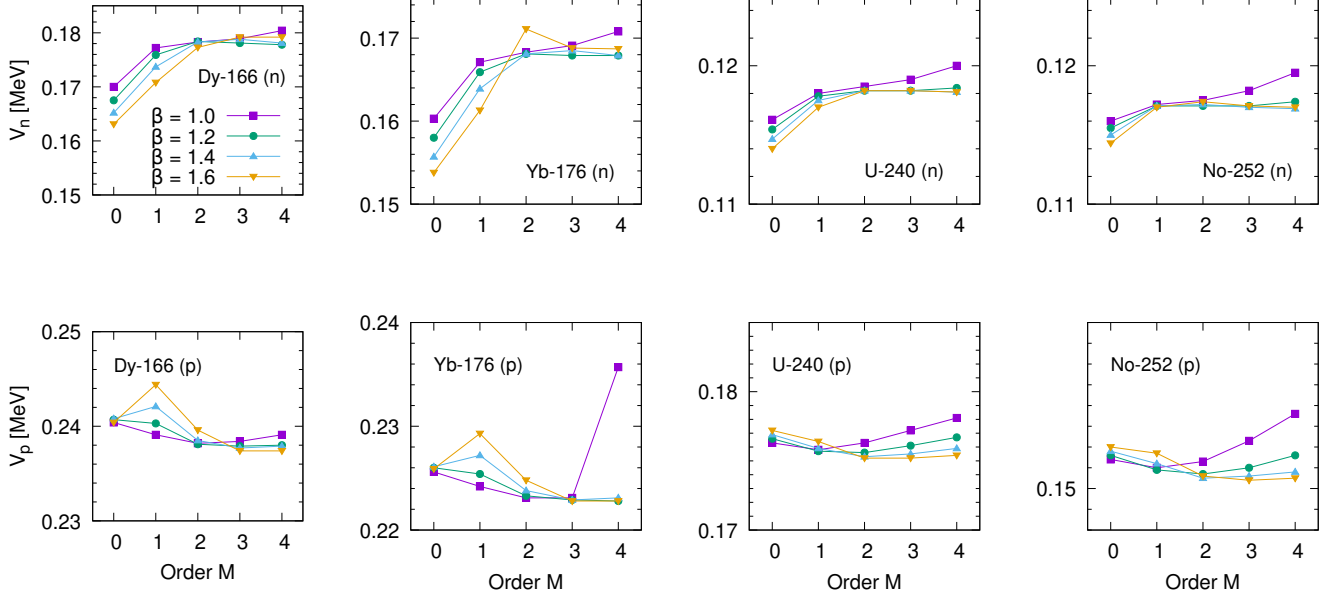 V_n [MeV]
0.18
0.17
0.16
0.15
Dy-166 (n)
β = 1.0
β = 1.2
β = 1.4
β = 1.6
0 1 2 3 4
0.17
0.16
0.15
Yb-176 (n)
0 1 2 3 4
0.12
0.11
U-240 (n)
0 1 2 3 4
0.12
0.11
No-252 (n)
0 1 2 3 4
V_p [MeV]
0.25
0.24
0.23
Dy-166 (p)
0 1 2 3 4
Order M
0.24
0.23
0.22
Yb-176 (p)
0 1 2 3 4
Order M
0.18
0.17
U-240 (p)
0 1 2 3 4
Order M
0.15
No-252 (p)
0 1 2 3 4
Order M